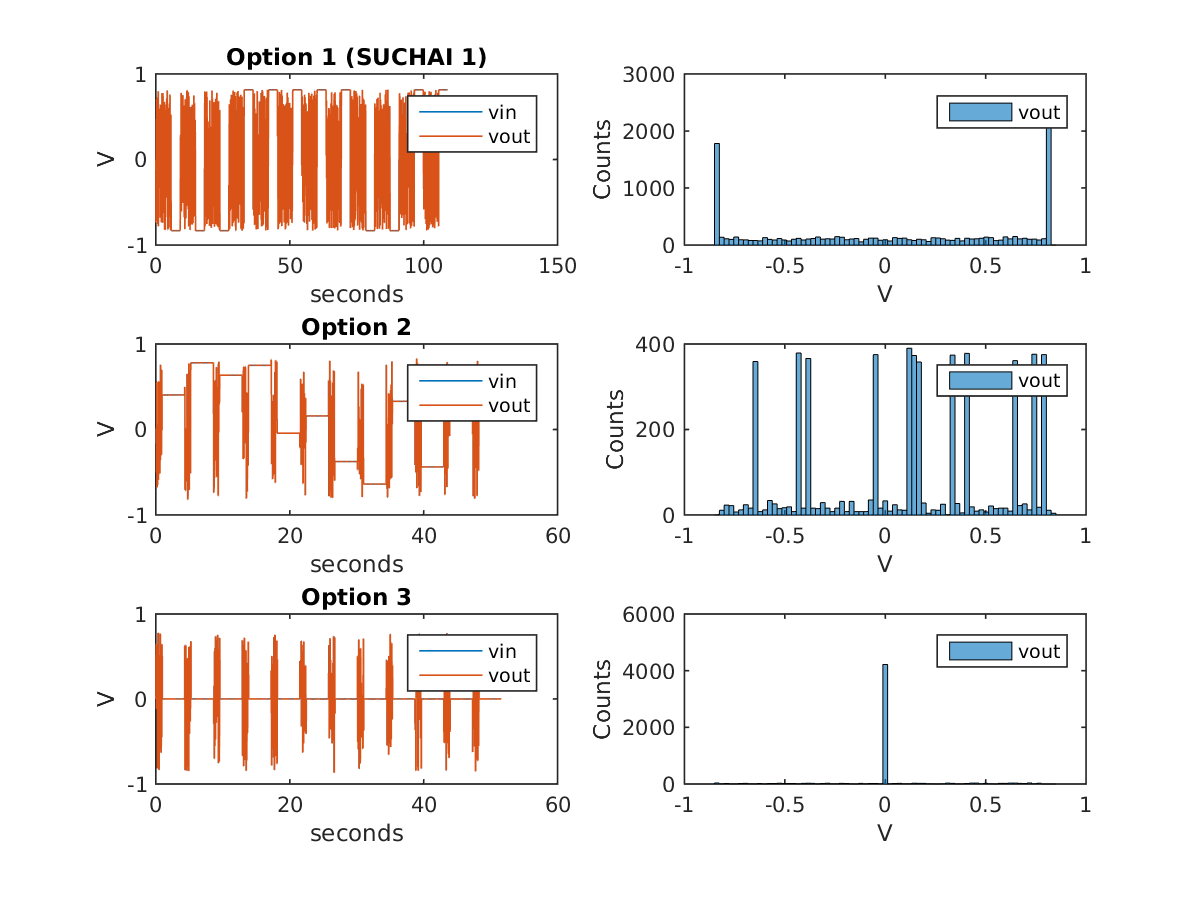 Option 1 (SUCHAI 1)
V
1
0
-1
vin
vout
0 50 100 150
seconds
Counts
3000
2000
1000
0
vout
-1 -0.5 0 0.5 1
V
Option 2
V
1
0
-1
vin
vout
0 20 40 60
seconds
Counts
400
200
0
vout
-1 -0.5 0 0.5 1
V
Option 3
V
1
0
-1
vin
vout
0 20 40 60
seconds
Counts
6000
4000
2000
0
vout
-1 -0.5 0 0.5 1
V